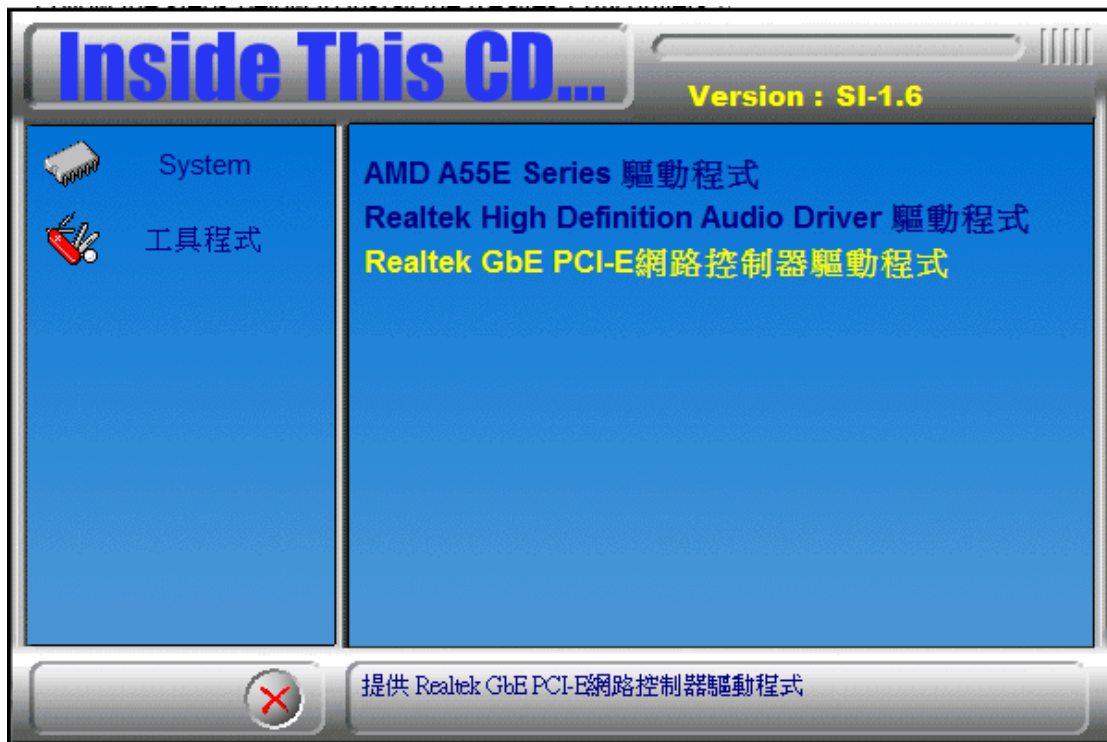 Inside This CD...
Version : SI-1.6
System
工具程式
AMD A55E Series 驅動程式
Realtek High Definition Audio Driver 驅動程式
Realtek GbE PCI-E網路控制器驅動程式
提供 Realtek GbE PCI-E網路控制器驅動程式